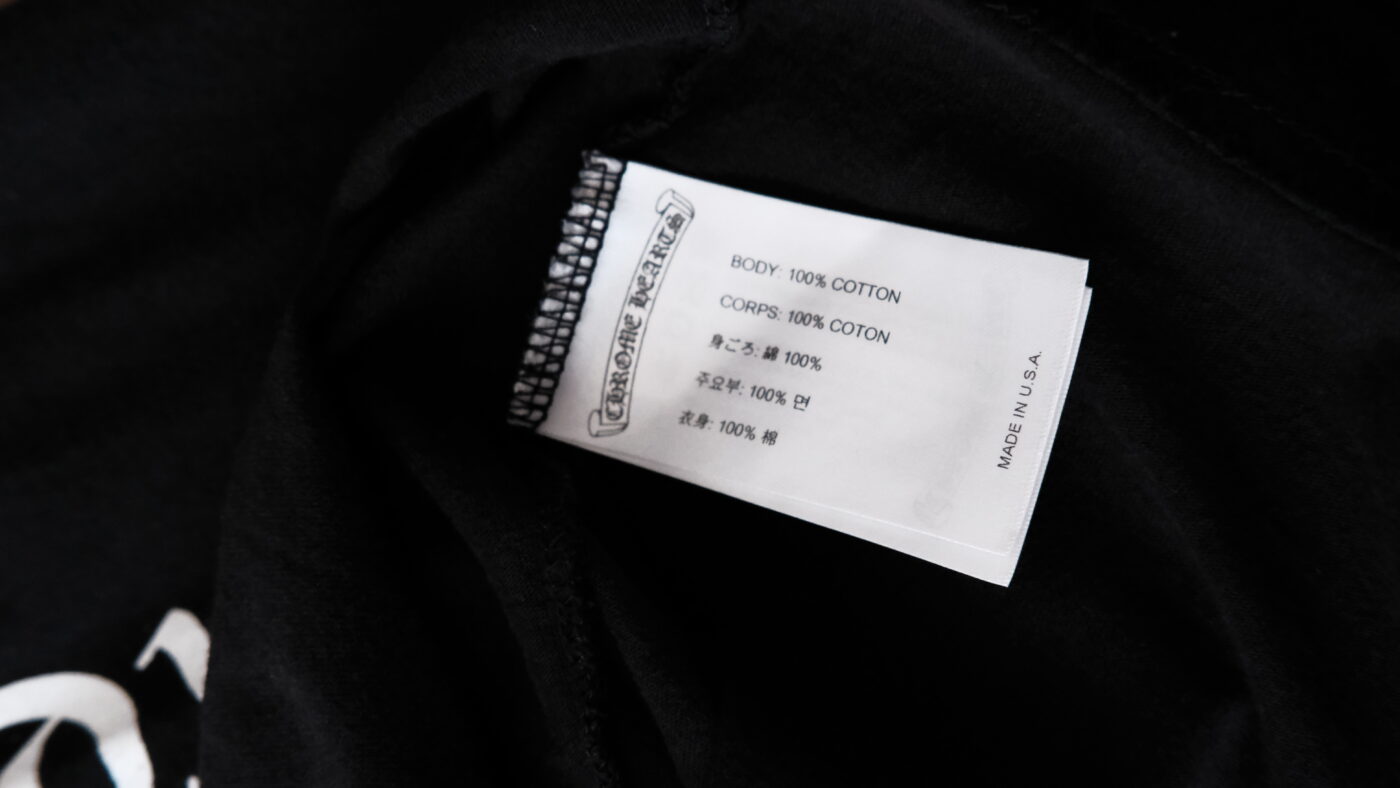 CHROME HEARTS
BODY: 100% COTTON
CORPS: 100% COTON
身ごろ: 綿 100%
주요부: 100% 면
衣身: 100% 棉
MADE IN U.S.A.